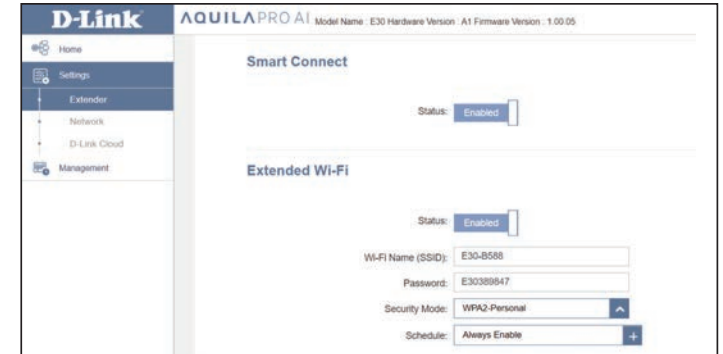 D-Link AQUILA PRO AI Model Name : E30 Hardware Version : A1 Firmware Version : 1.00.05
Home
Settings
Extender
Network
D-Link Cloud
Management
Smart Connect
Status: Enabled
Extended Wi-Fi
Status: Enabled
Wi-Fi Name (SSID): E30-B588
Password: E30389847
Security Mode: WPA2-Personal
Schedule: Always Enable